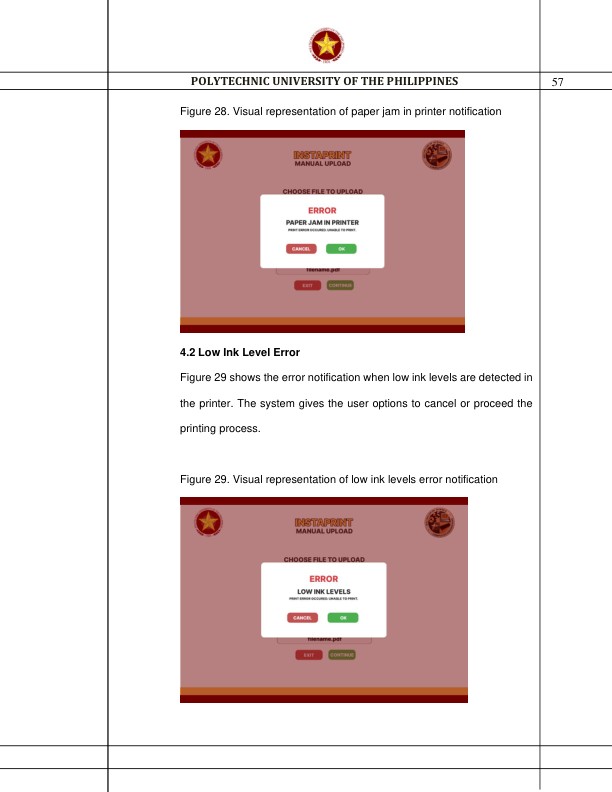 POLYTECHNIC UNIVERSITY OF THE PHILIPPINES
57
Figure 28. Visual representation of paper jam in printer notification
INSTAPRINT
MANUAL UPLOAD
CHOOSE FILE TO UPLOAD
ERROR
PAPER JAM IN PRINTER
PRINT ERROR OCCURED. UNABLE TO PRINT.
CANCEL OK
filename.pdf
EXIT CONTINUE
4.2 Low Ink Level Error
Figure 29 shows the error notification when low ink levels are detected in
the printer. The system gives the user options to cancel or proceed the
printing process.
Figure 29. Visual representation of low ink levels error notification
INSTAPRINT
MANUAL UPLOAD
CHOOSE FILE TO UPLOAD
ERROR
LOW INK LEVELS
PRINT ERROR OCCURED. UNABLE TO PRINT.
CANCEL OK
filename.pdf
EXIT CONTINUE